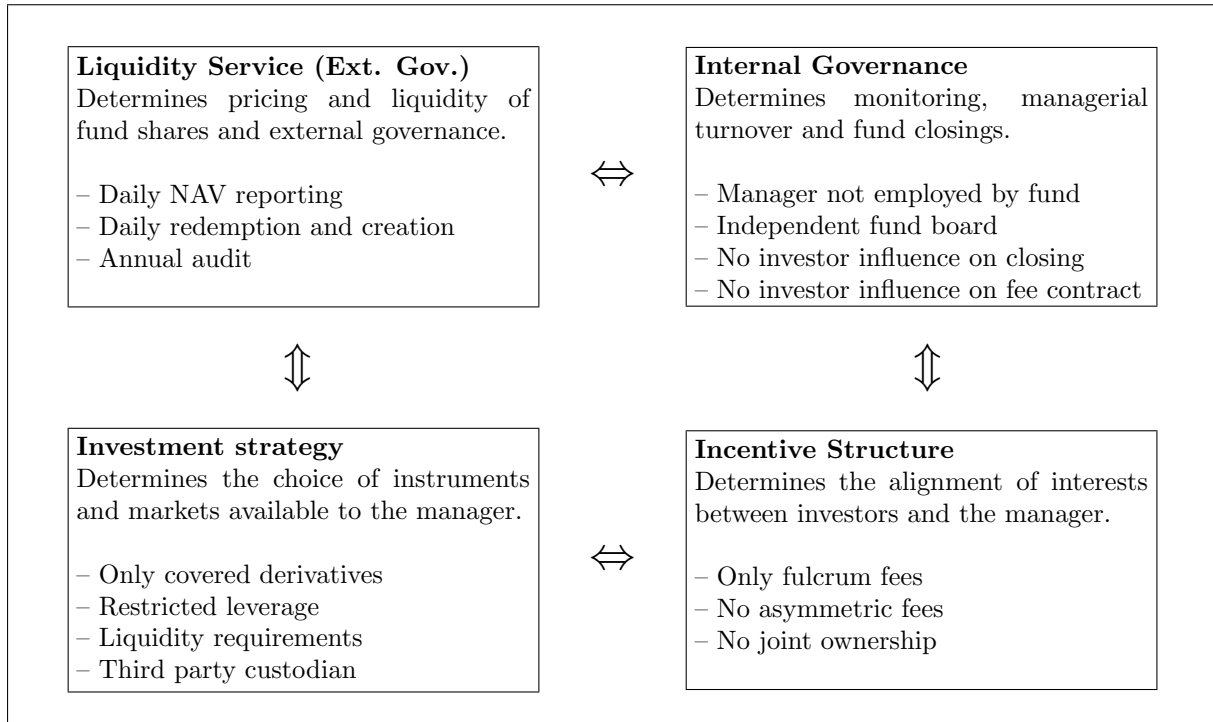 Liquidity Service (Ext. Gov.)
Determines pricing and liquidity of
fund shares and external governance.
– Daily NAV reporting
– Daily redemption and creation
– Annual audit
⇔
Internal Governance
Determines monitoring, managerial
turnover and fund closings.
– Manager not employed by fund
– Independent fund board
– No investor influence on closing
– No investor influence on fee contract
⇕
⇕
Investment strategy
Determines the choice of instruments
and markets available to the manager.
– Only covered derivatives
– Restricted leverage
– Liquidity requirements
– Third party custodian
⇔
Incentive Structure
Determines the alignment of interests
between investors and the manager.
– Only fulcrum fees
– No asymmetric fees
– No joint ownership